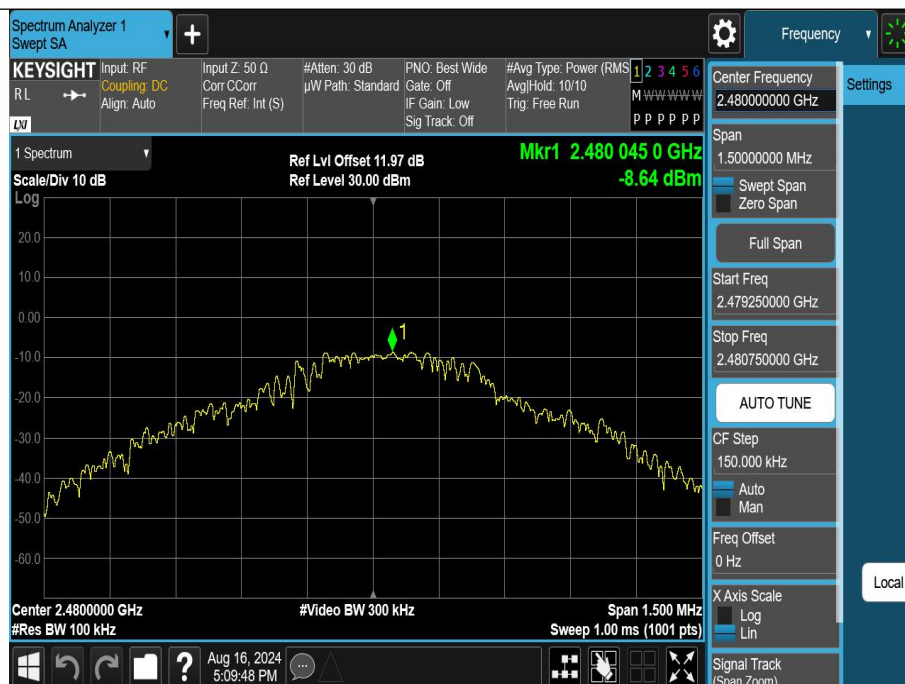 Spectrum Analyzer 1
Swept SA
+
Frequency
KEYSIGHT
RL
LXI
Input: RF
Coupling: DC
Align: Auto
Input Z: 50 Ω
Corr CCorr
Freq Ref: Int (S)
#Atten: 30 dB
µW Path: Standard
PNO: Best Wide
Gate: Off
IF Gain: Low
Sig Track: Off
#Avg Type: Power (RMS
Avg|Hold: 10/10
Trig: Free Run
1 2 3 4 5 6
M W W W W W
P P P P P P
1 Spectrum
Scale/Div 10 dB
Log
Ref Lvl Offset 11.97 dB
Ref Level 30.00 dBm
Mkr1 2.480 045 0 GHz
-8.64 dBm
20.0
10.0
0.00
-10.0
-20.0
-30.0
-40.0
-50.0
-60.0
1
Center 2.4800000 GHz
#Res BW 100 kHz
#Video BW 300 kHz
Span 1.500 MHz
Sweep 1.00 ms (1001 pts)
?
Aug 16, 2024
5:09:48 PM
Center Frequency
2.480000000 GHz
Span
1.50000000 MHz
Swept Span
Zero Span
Full Span
Start Freq
2.479250000 GHz
Stop Freq
2.480750000 GHz
AUTO TUNE
CF Step
150.000 kHz
Auto
Man
Freq Offset
0 Hz
X Axis Scale
Log
Lin
Signal Track
(Span Zoom)
Settings
Local